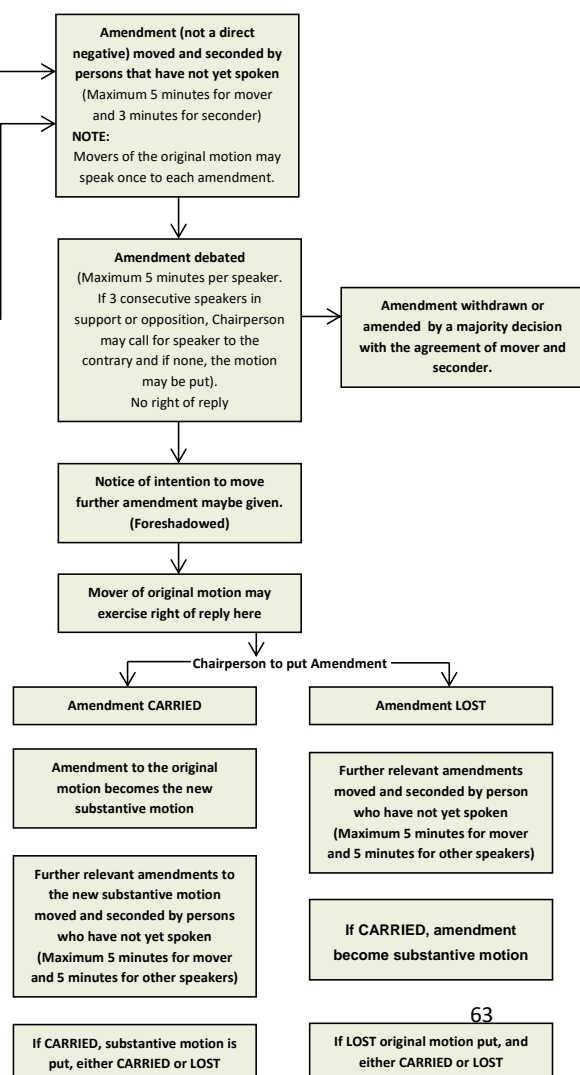 Amendment (not a direct
negative) moved and seconded by
persons that have not yet spoken
(Maximum 5 minutes for mover
and 3 minutes for seconder)
NOTE:
Movers of the original motion may
speak once to each amendment.
Amendment debated
(Maximum 5 minutes per speaker.
If 3 consecutive speakers in
support or opposition, Chairperson
may call for speaker to the
contrary and if none, the motion
may be put).
No right of reply
Amendment withdrawn or
amended by a majority decision
with the agreement of mover and
seconder.
Notice of intention to move
further amendment maybe given.
(Foreshadowed)
Mover of original motion may
exercise right of reply here
Chairperson to put Amendment
Amendment CARRIED
Amendment to the original
motion becomes the new
substantive motion
Further relevant amendments to
the new substantive motion
moved and seconded by persons
who have not yet spoken
(Maximum 5 minutes for mover
and 5 minutes for other speakers)
If CARRIED, substantive motion is
put, either CARRIED or LOST
Amendment LOST
Further relevant amendments
moved and seconded by person
who have not yet spoken
(Maximum 5 minutes for mover
and 5 minutes for other speakers)
If CARRIED, amendment
become substantive motion
63
If LOST original motion put, and
either CARRIED or LOST